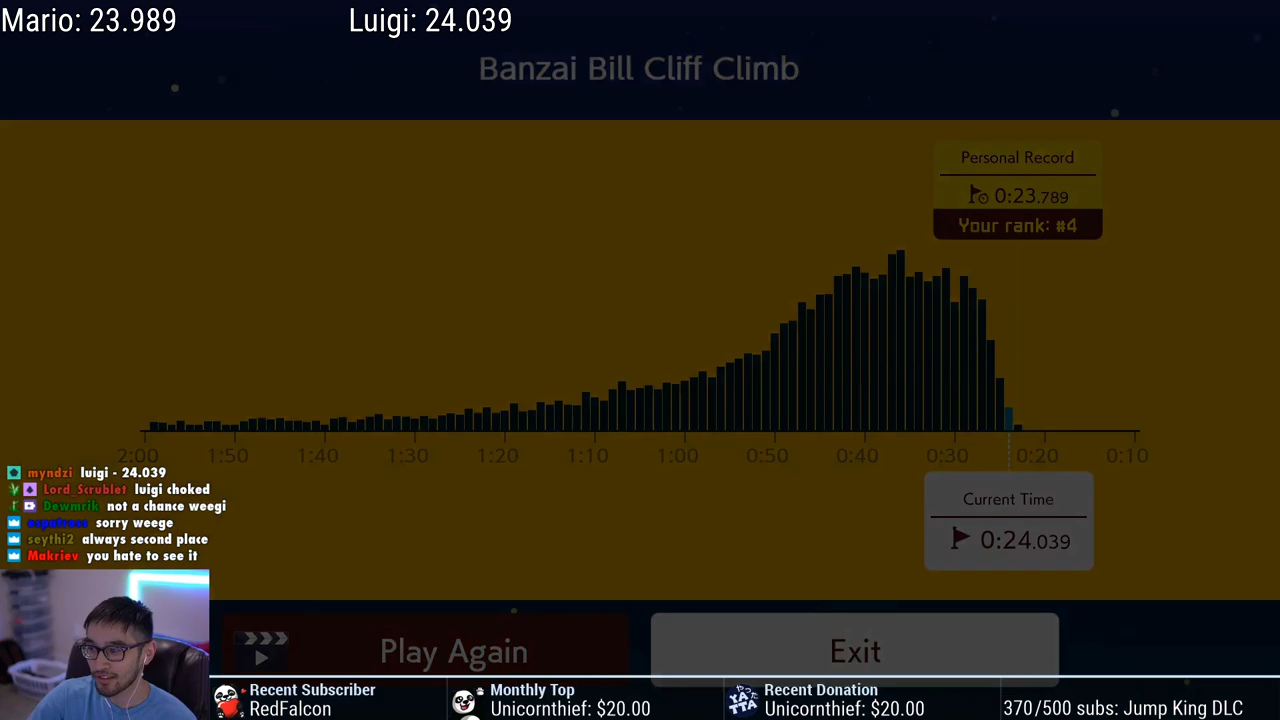 Mario: 23.989
Luigi: 24.039
Banzai Bill Cliff Climb
Personal Record
0:23.789
Your rank: #4
2:00 1:50 1:40 1:30 1:20 1:10 1:00 0:50 0:40 0:30 0:20 0:10
Current Time
0:24.039
myndzi luigi - 24.039
Lord_Scrublet luigi choked
Dewmrik not a chance weegi
sorry weege
seythi2 always second place
Makriev you hate to see it
Play Again
Exit
Recent Subscriber
RedFalcon
Monthly Top
Unicornthief: $20.00
YATTA
Recent Donation
Unicornthief: $20.00
370/500 subs: Jump King DLC